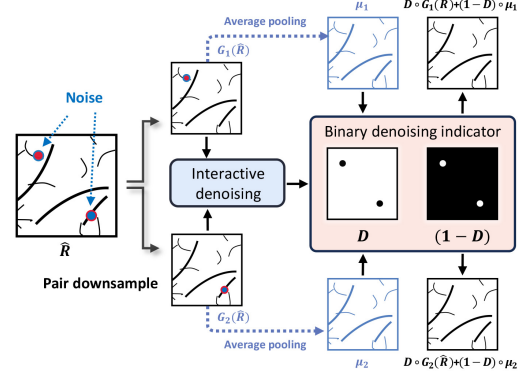 Average pooling
μ₁
D∘G₁(R̂)+(1−D)∘μ₁
G₁(R̂)
Noise
Binary denoising indicator
Interactive
denoising
D
(1 − D)
R̂
Pair downsample
G₂(R̂)
Average pooling
μ₂
D∘G₂(R̂)+(1−D)∘μ₂